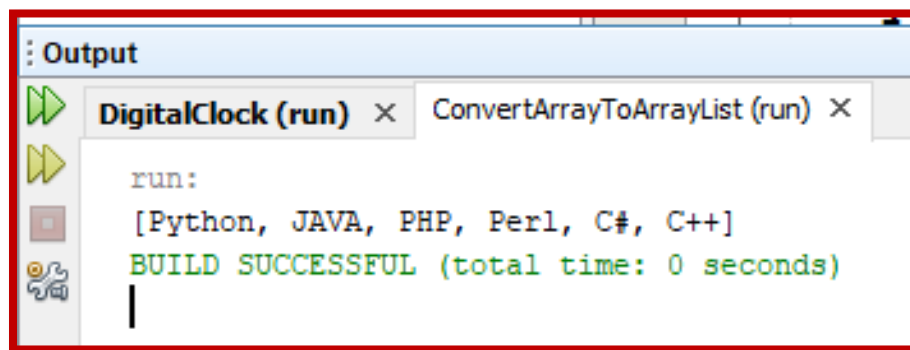 Output
DigitalClock (run) × ConvertArrayToArrayList (run) ×
run:
[Python, JAVA, PHP, Perl, C#, C++]
BUILD SUCCESSFUL (total time: 0 seconds)